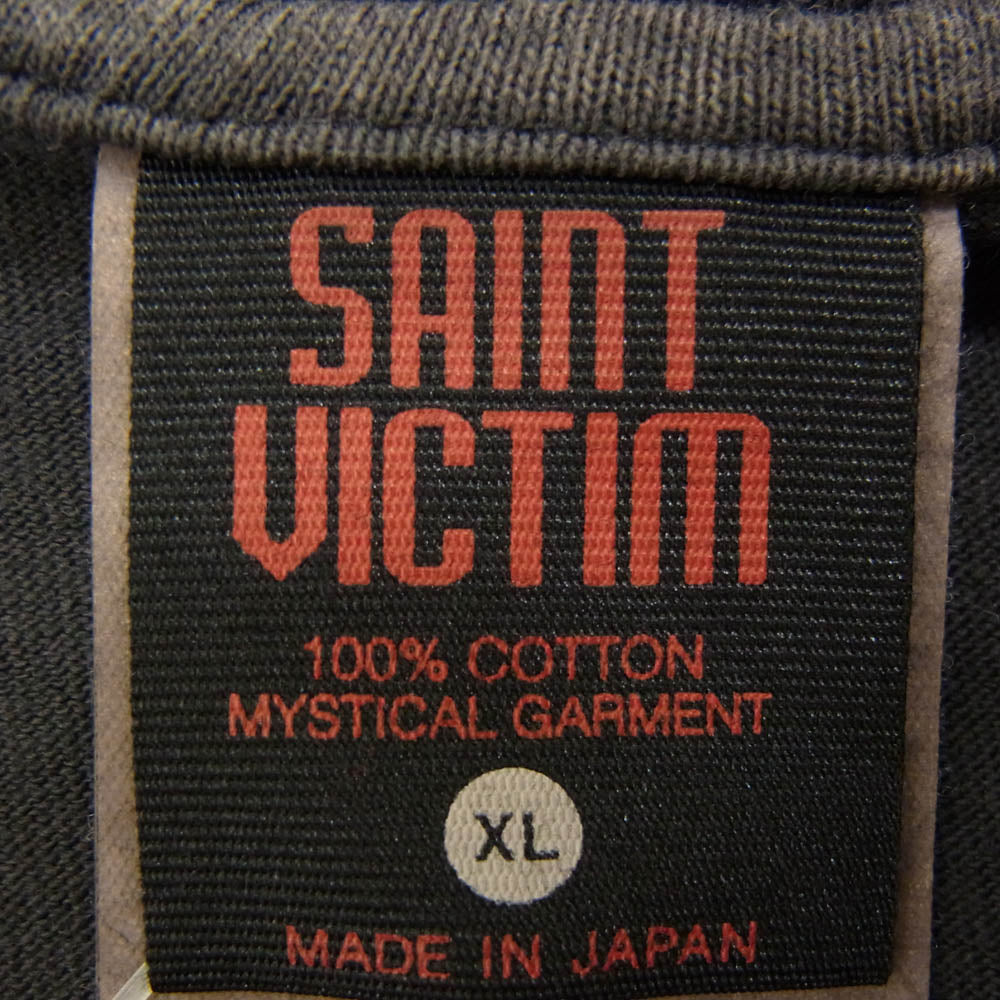 SAINT
VICTIM
100% COTTON
MYSTICAL GARMENT
XL
MADE IN JAPAN